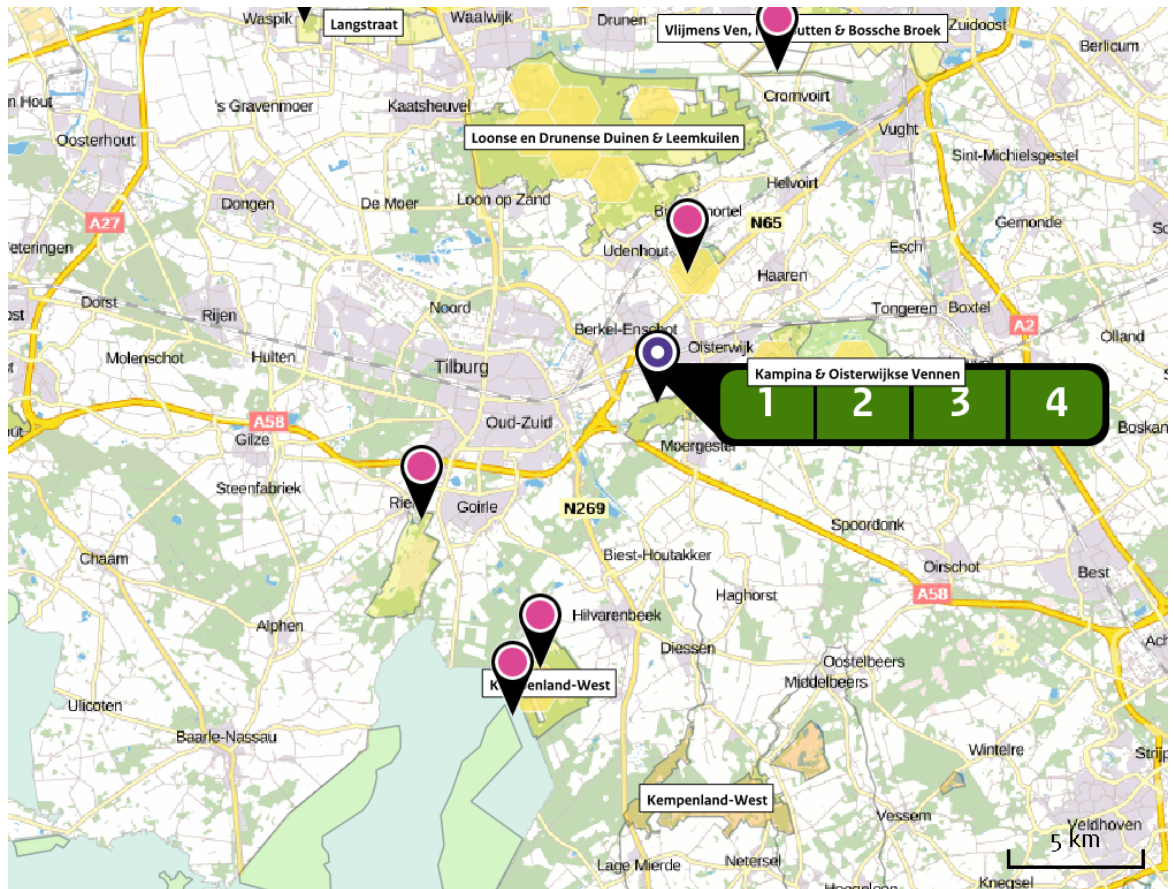 Waspik
Langstraat
Waalwijk
Drunen
Vlijmens Ven, 
Bossche Broek
Zuidoost
Berlicum
's Gravenmoer
Kaatsheuvel
Cromvoirt
Oosterhout
Loonse en Drunense Duinen & Leemkuilen
Vught
Sint-Michielsgestel
Helvoirt
Loon op Zand
De Moer
Dongen
A27
N65
Gemonde
Udenhout
Esch
Haaren
Dorst
Rijen
Noord
Tongeren
Boxtel
Berkel-Enschot
A2
Olland
Molenschot
Hulten
Tilburg
Oisterwijk
Kampina & Oisterwijkse Vennen
1 2 3 4
A58
Oud-Zuid
Gilze
Moergestel
Steenfabriek
Goirle
N269
Spoordonk
Chaam
Biest-Houtakker
Oirschot
Best
Haghorst
A58
Alphen
Hilvarenbeek
Diessen
Oostelbeers
Middelbeers
Kempenland-West
Ulicoten
Baarle-Nassau
Wintelre
Kempenland-West
Vessem
Veldhoven
5 km
Lage Mierde
Netersel
Knegsel